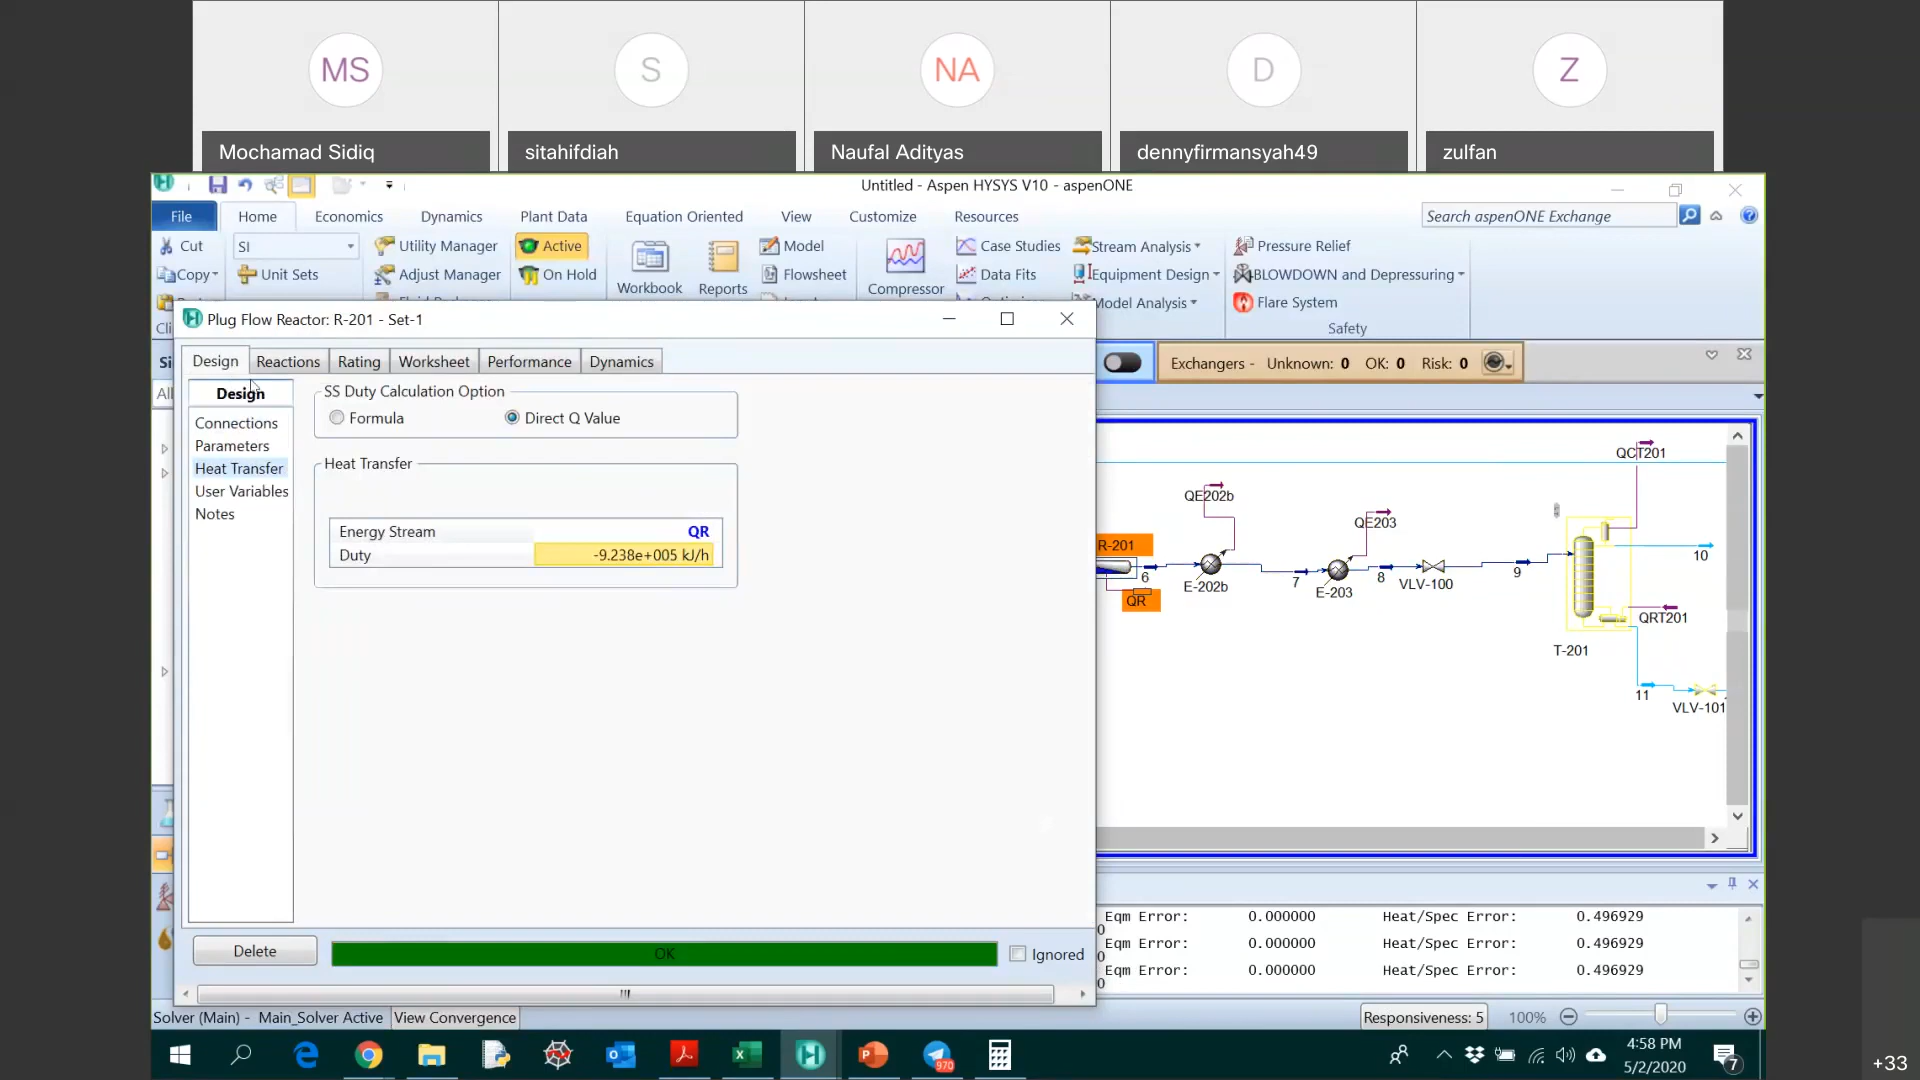 MS
S
NA
D
Z
Mochamad Sidiq
sitahifdiah
Naufal Adityas
dennyfirmansyah49
zulfan
Untitled - Aspen HYSYS V10 - aspenONE
File
Home
Economics
Dynamics
Plant Data
Equation Oriented
View
Customize
Resources
Search aspenONE Exchange
Cut
SI
Utility Manager
Active
Model
Case Studies
Stream Analysis
Pressure Relief
Copy
Unit Sets
Adjust Manager
On Hold
Workbook
Reports
Flowsheet
Compressor
Data Fits
Equipment Design
BLOWDOWN and Depressuring
Model Analysis
Flare System
Safety
Plug Flow Reactor: R-201 - Set-1
Design
Reactions
Rating
Worksheet
Performance
Dynamics
Exchangers - Unknown: 0 OK: 0 Risk: 0
Design
Connections
Parameters
Heat Transfer
User Variables
Notes
SS Duty Calculation Option
Formula
Direct Q Value
Heat Transfer
Energy Stream QR
Duty -9.238e+005 kJ/h
QCT201
QE202b
QE203
R-201
10
6
7
8
9
E-202b
E-203
VLV-100
QR
QRT201
T-201
11
VLV-101
Delete
OK
Ignored
Eqm Error: 0.000000 Heat/Spec Error: 0.496929
0
Eqm Error: 0.000000 Heat/Spec Error: 0.496929
0
Eqm Error: 0.000000 Heat/Spec Error: 0.496929
0
Solver (Main) - Main_Solver Active
View Convergence
Responsiveness: 5
100%
970
4:58 PM
5/2/2020
7
+33